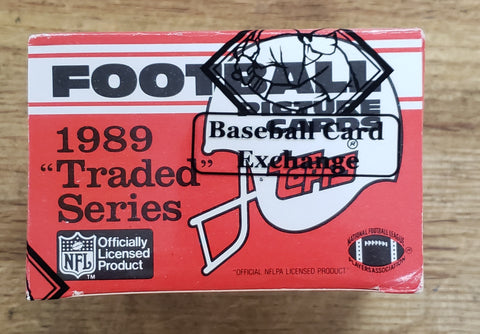 FOOTBALL
PICTURE
CARDS
Baseball Card
Exchange
1989
"Traded"
Series
NFL
TM
Officially
Licensed
Product
"OFFICIAL NFLPA LICENSED PRODUCT"
NATIONAL FOOTBALL LEAGUE
PLAYERS ASSOCIATION